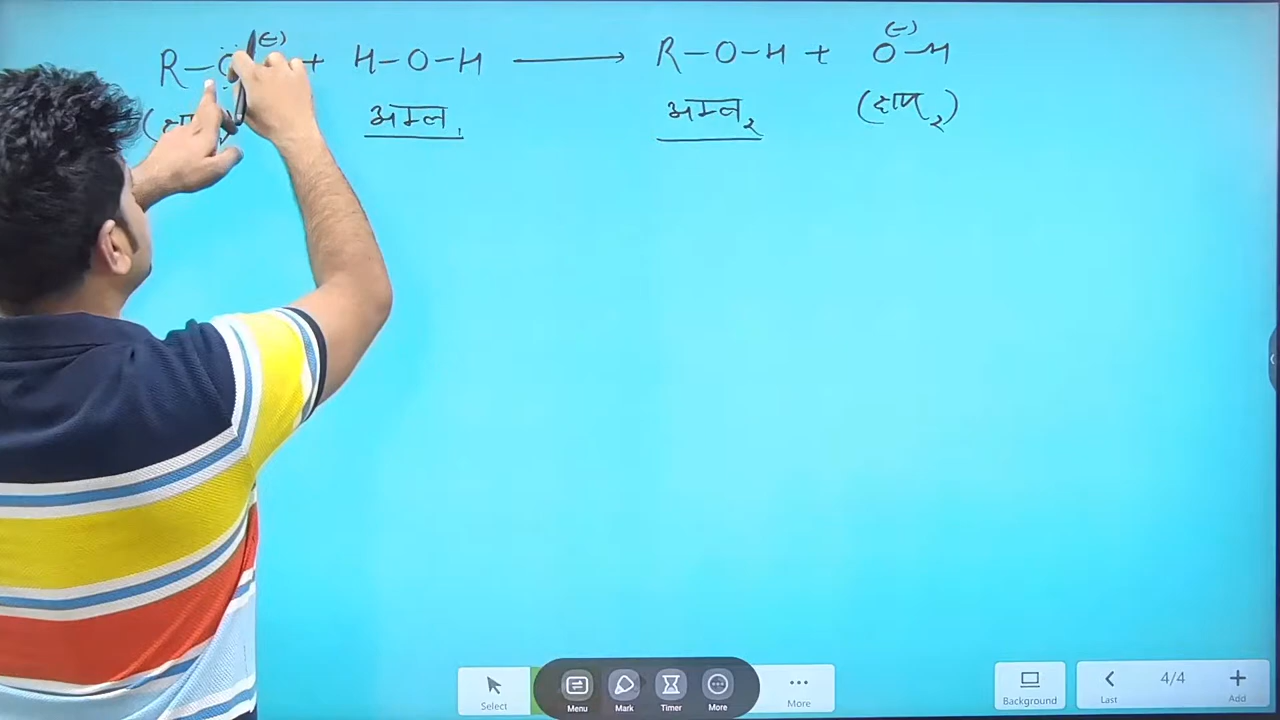 R–O (–) + H–O–H ⟶ R–O–H + O(–)–H
अम्ल₁ अम्ल₂ (क्षार₂)
Select Menu Mark Timer More More Background Last 4/4 Add